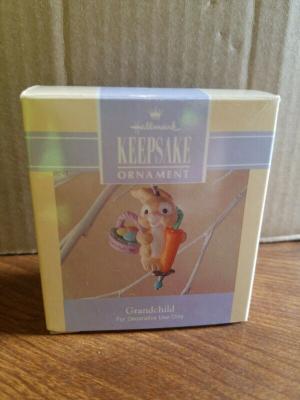 Hallmark
KEEPSAKE
ORNAMENT
Grandchild
For Decorative Use Only